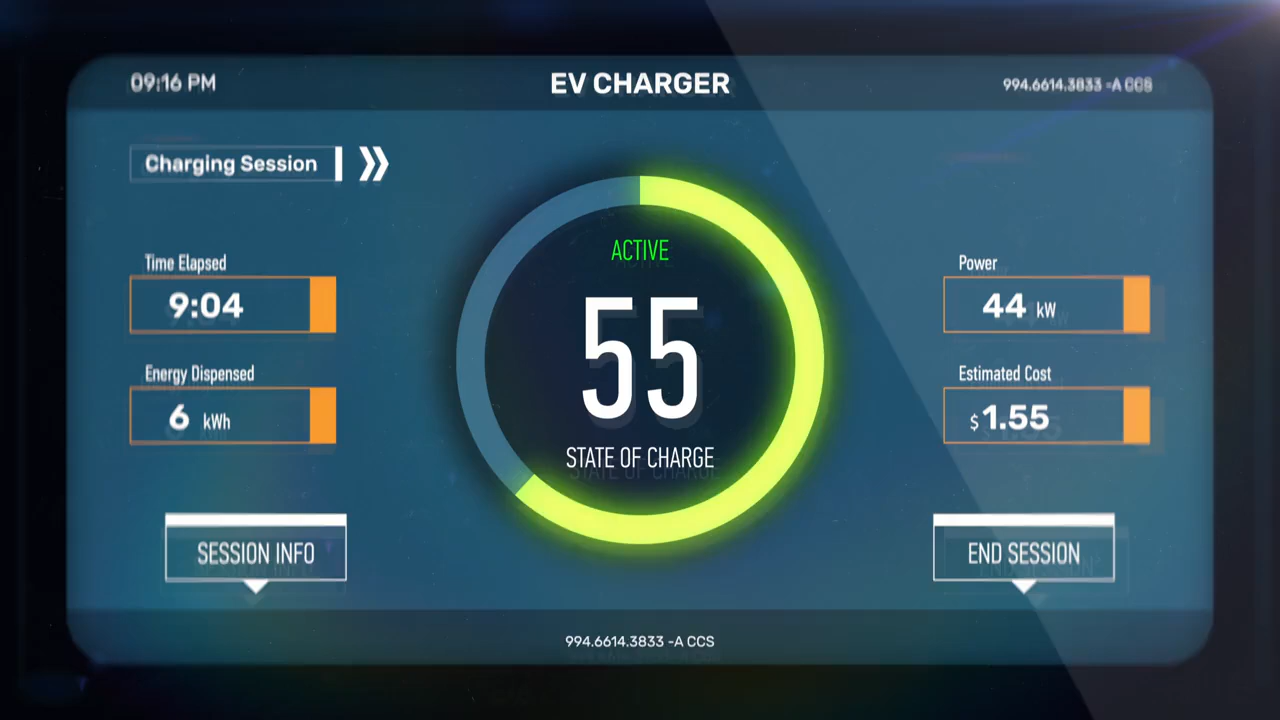 09:16 PM
EV CHARGER
994.6614.3833 -A CCS
Charging Session
Time Elapsed
9:04
Energy Dispensed
6 kWh
ACTIVE
55
STATE OF CHARGE
Power
44 kW
Estimated Cost
$1.55
SESSION INFO
END SESSION
994.6614.3833 -A CCS